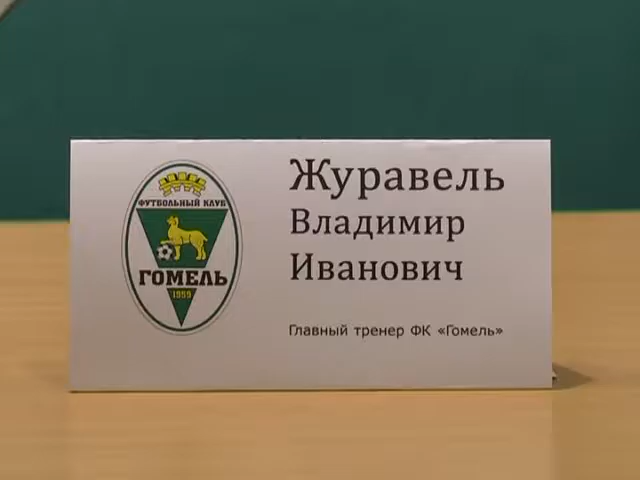 ФУТБОЛЬНЫЙ КЛУБ
ГОМЕЛЬ
1959
Журавель
Владимир
Иванович
Главный тренер ФК «Гомель»